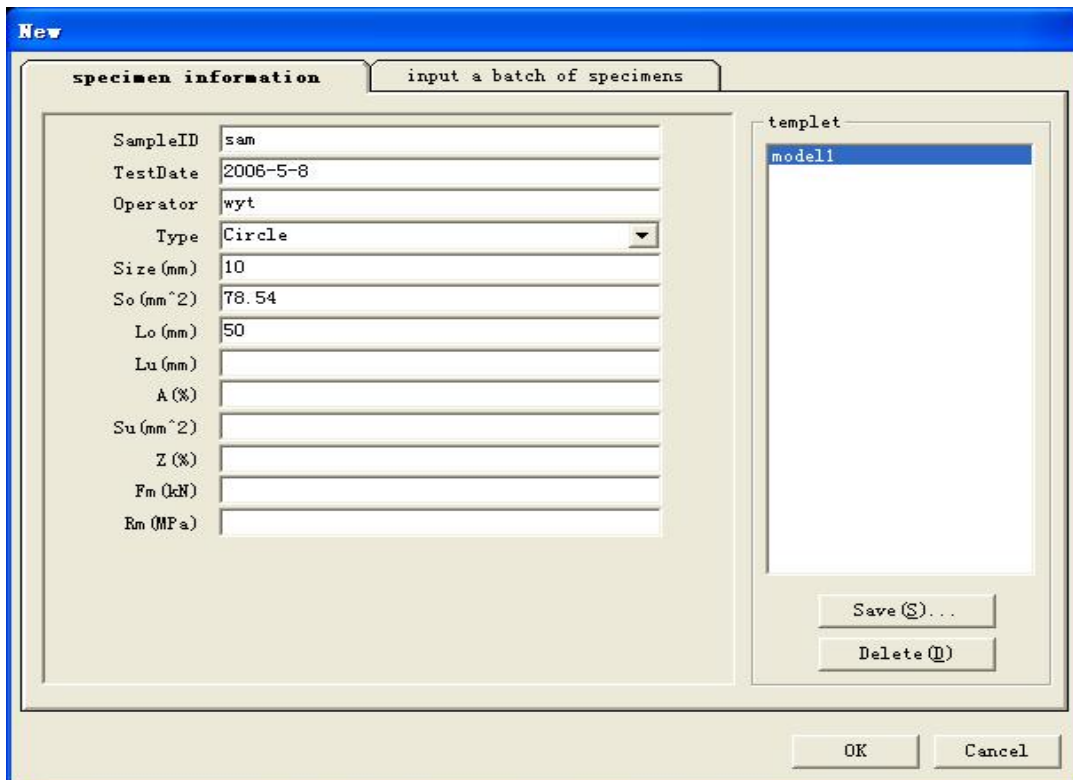 New
specimen information
input a batch of specimens
SampleID sam
TestDate 2006-5-8
Operator wyt
Type Circle
Size(mm) 10
So(mm^2) 78.54
Lo(mm) 50
Lu(mm)
A(%)
Su(mm^2)
Z(%)
Fm(kN)
Rm(MPa)
templet
model1
Save(S)...
Delete(D)
OK
Cancel